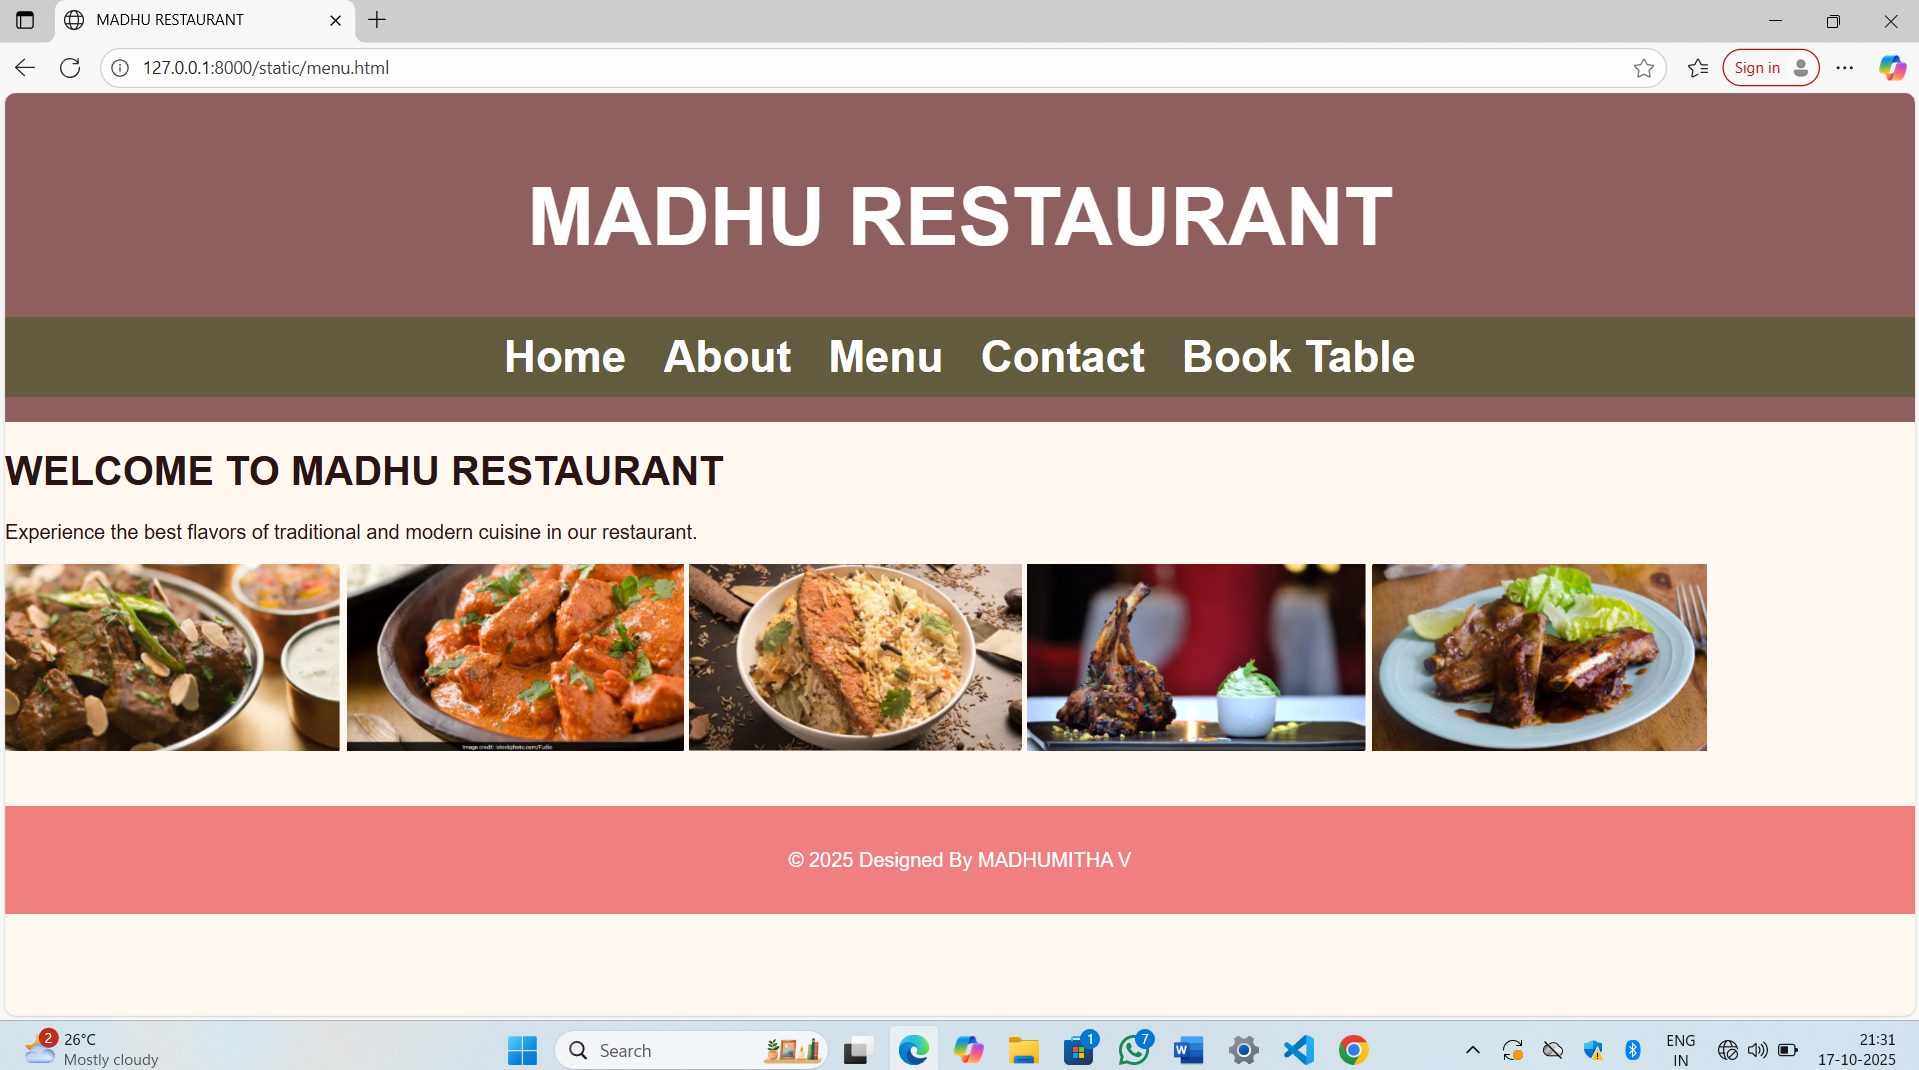 MADHU RESTAURANT
127.0.0.1:8000/static/menu.html
Sign in
MADHU RESTAURANT
Home About Menu Contact Book Table
WELCOME TO MADHU RESTAURANT
Experience the best flavors of traditional and modern cuisine in our restaurant.
© 2025 Designed By MADHUMITHA V
2
26°C
Mostly cloudy
Search
1
7
ENG
IN
21:31
17-10-2025